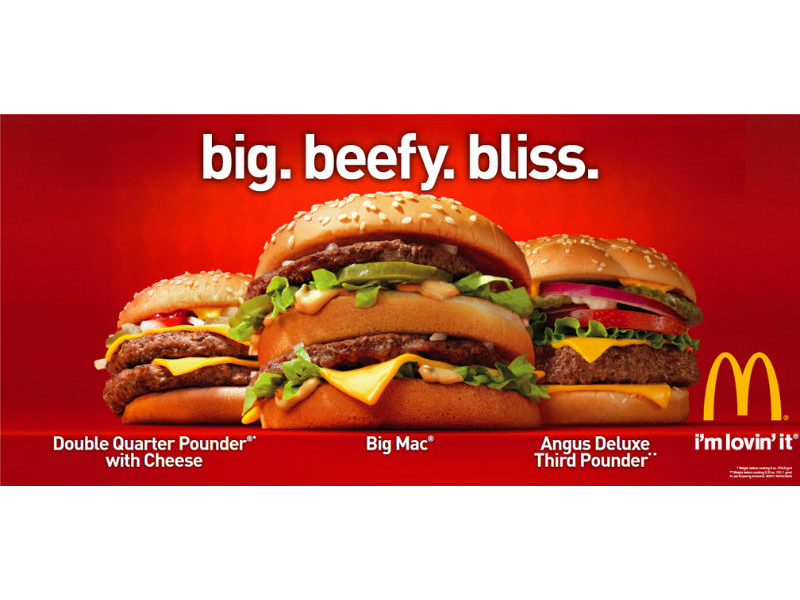 big. beefy. bliss.
Double Quarter Pounder®*
with Cheese
Big Mac®
Angus Deluxe
Third Pounder**
i'm lovin' it®